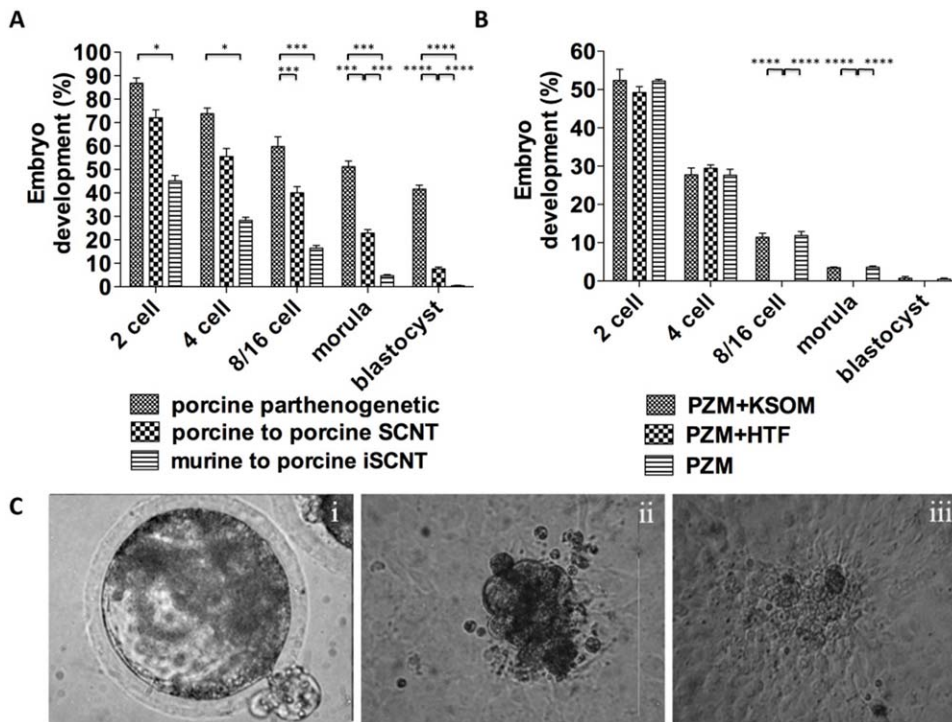 A
Embryo
development (%)
100
90
80
70
60
50
40
30
20
10
0
* * *** *** ****
*** *** *** **** ****
2 cell
4 cell
8/16 cell
morula
blastocyst
porcine parthenogenetic
porcine to porcine SCNT
murine to porcine iSCNT
B
Embryo
development (%)
60
50
40
30
20
10
0
**** **** **** ****
2 cell
4 cell
8/16 cell
morula
blastocyst
PZM+KSOM
PZM+HTF
PZM
C
i
ii
iii